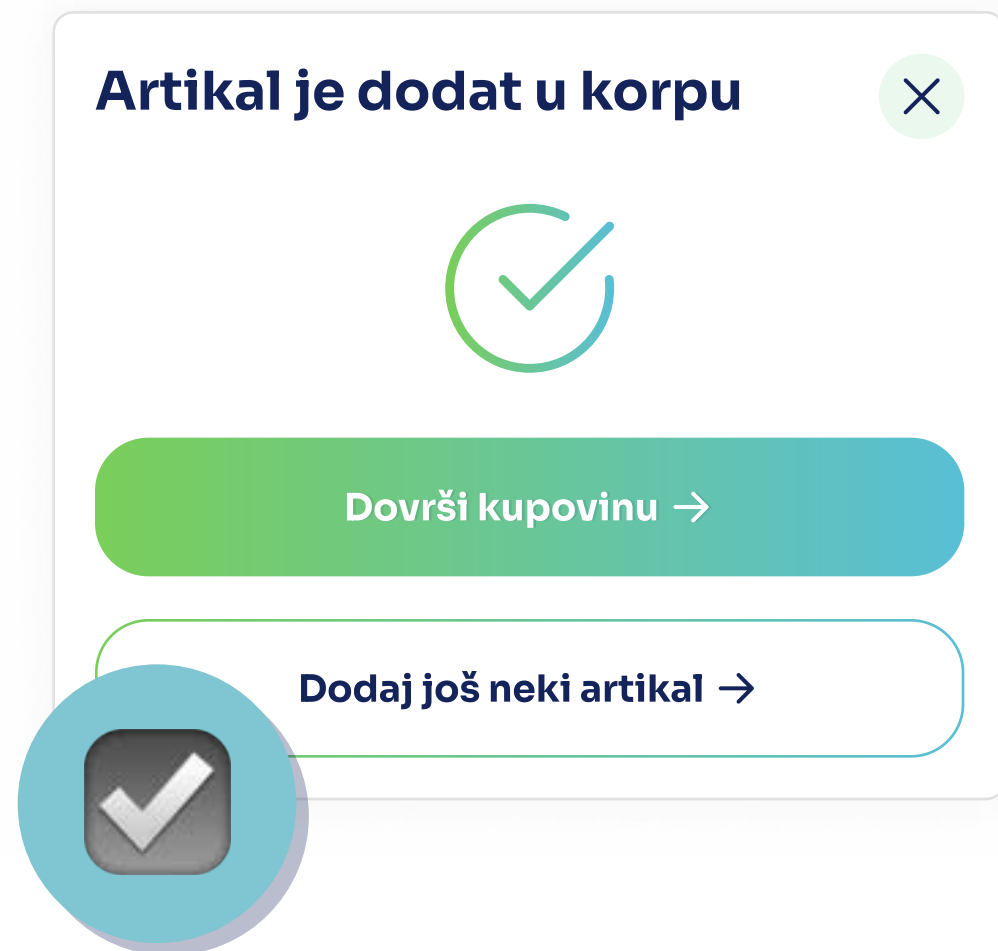 Artikal je dodat u korpu
Dovrši kupovinu →
Dodaj još neki artikal →